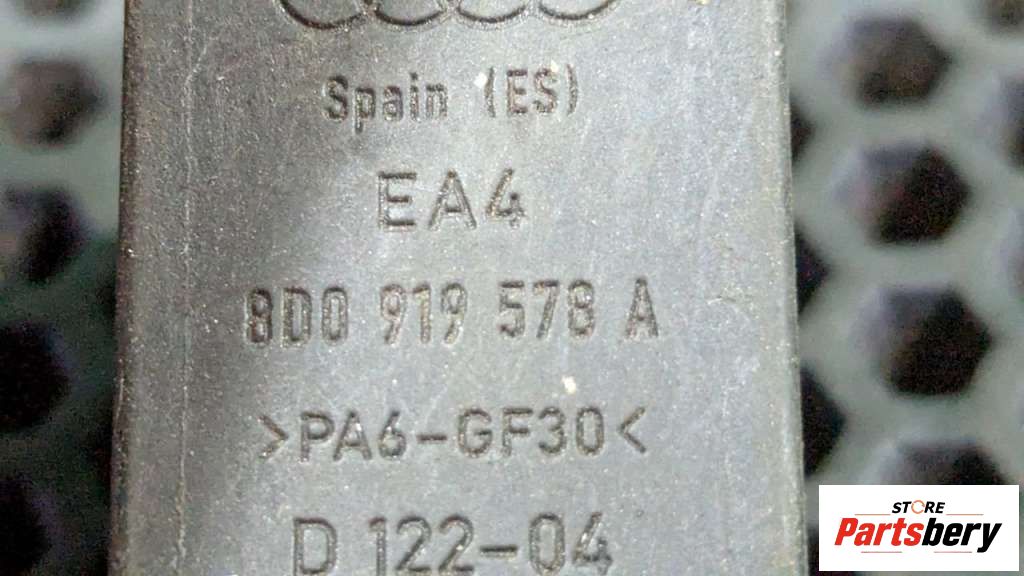 Spain (ES)
EA4
8D0 919 578 A
>PA6-GF30<
D 122-04
STORE
Partsbery